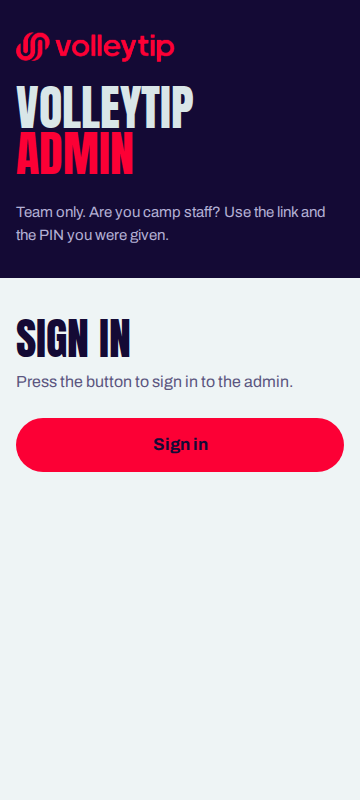 volleytip
VOLLEYTIP
ADMIN
Team only. Are you camp staff? Use the link and
the PIN you were given.
SIGN IN
Press the button to sign in to the admin.
Sign in